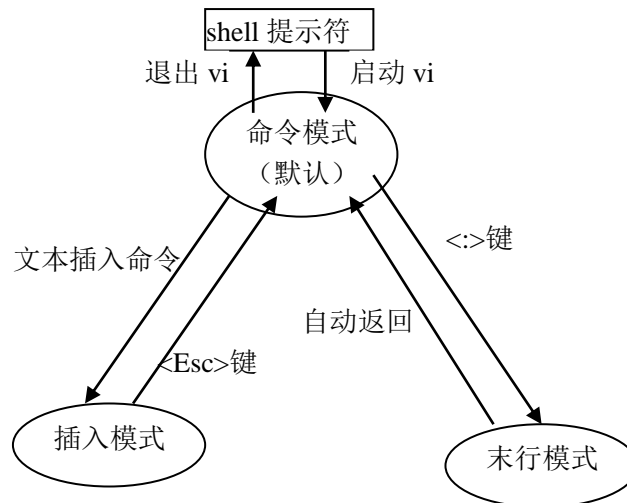 shell 提示符
退出 vi
启动 vi
命令模式
（默认）
<:>键
文本插入命令
自动返回
<Esc>键
插入模式
末行模式